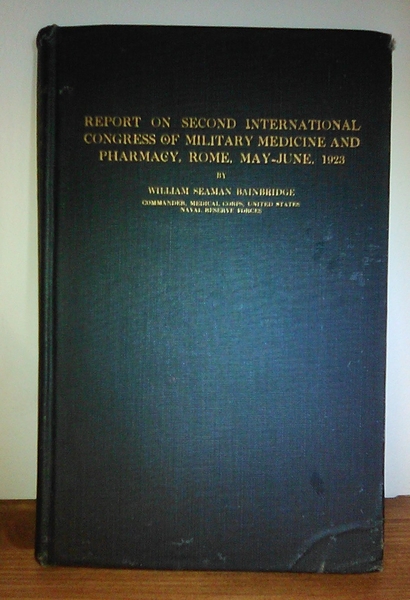 REPORT ON SECOND INTERNATIONAL
CONGRESS OF MILITARY MEDICINE AND
PHARMACY, ROME, MAY-JUNE, 1923
BY
WILLIAM SEAMAN BAINBRIDGE
COMMANDER, MEDICAL CORPS, UNITED STATES
NAVAL RESERVE FORCES